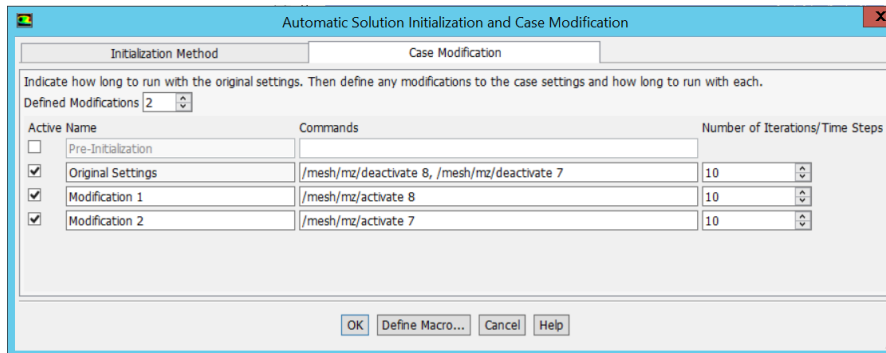 Automatic Solution Initialization and Case Modification
X
Initialization Method
Case Modification
Indicate how long to run with the original settings. Then define any modifications to the case settings and how long to run with each.
Defined Modifications 2
Active Name Commands Number of Iterations/Time Steps
Pre-Initialization
Original Settings /mesh/mz/deactivate 8, /mesh/mz/deactivate 7 10
Modification 1 /mesh/mz/activate 8 10
Modification 2 /mesh/mz/activate 7 10
OK Define Macro... Cancel Help